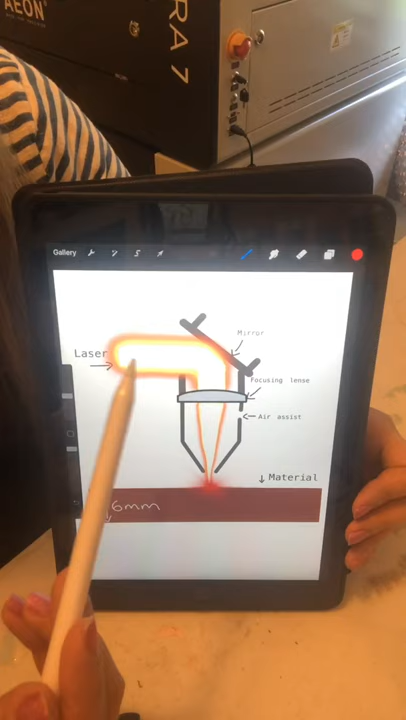 AEON
RA 7
Gallery
Mirror
Laser
Focusing lense
Air assist
Material
6mm